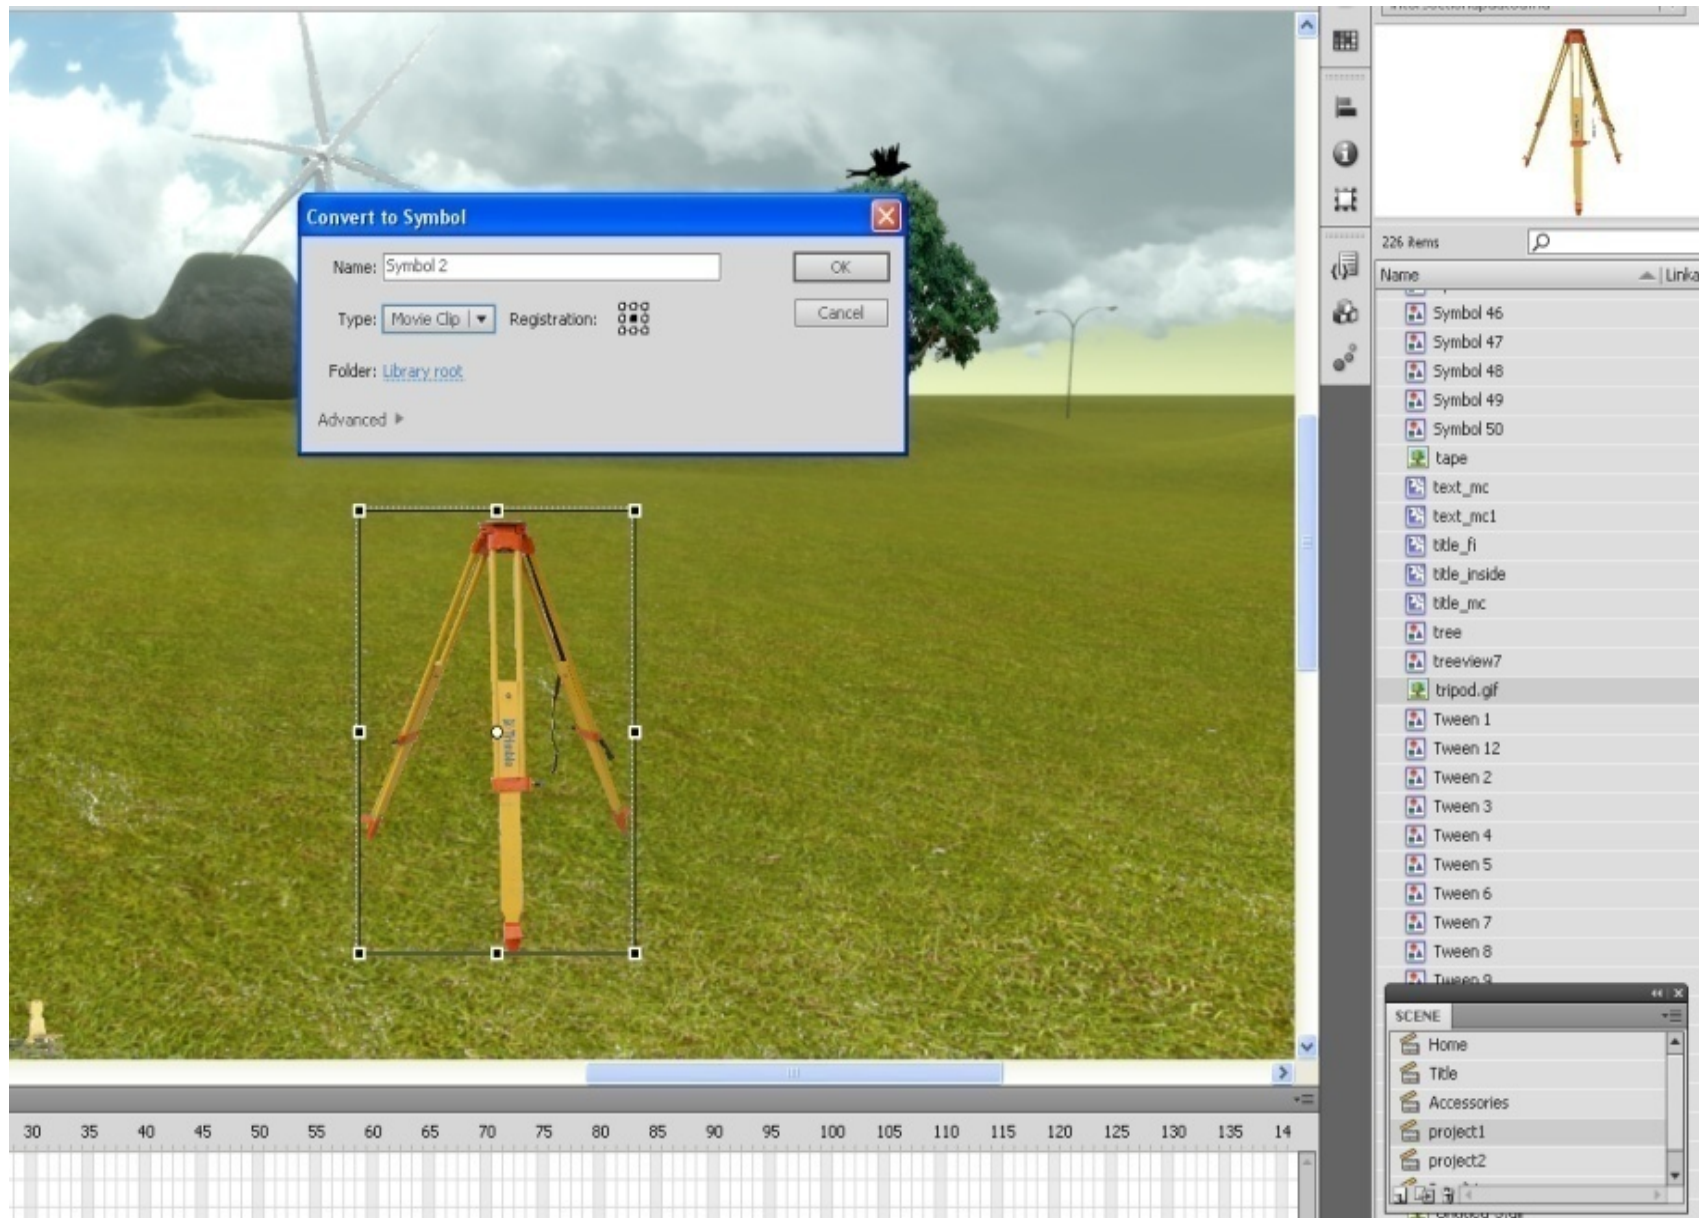 Convert to Symbol
Name: Symbol 2
OK
Type: Movie Clip
Registration:
Cancel
Folder: Library root
Advanced
Trimble
226 items
Name
Linka
Symbol 46
Symbol 47
Symbol 48
Symbol 49
Symbol 50
tape
text_mc
text_mc1
title_fi
title_inside
title_mc
tree
treeview7
tripod.gif
Tween 1
Tween 12
Tween 2
Tween 3
Tween 4
Tween 5
Tween 6
Tween 7
Tween 8
Tween 9
SCENE
Home
Title
Accessories
project1
project2
30 35 40 45 50 55 60 65 70 75 80 85 90 95 100 105 110 115 120 125 130 135 14